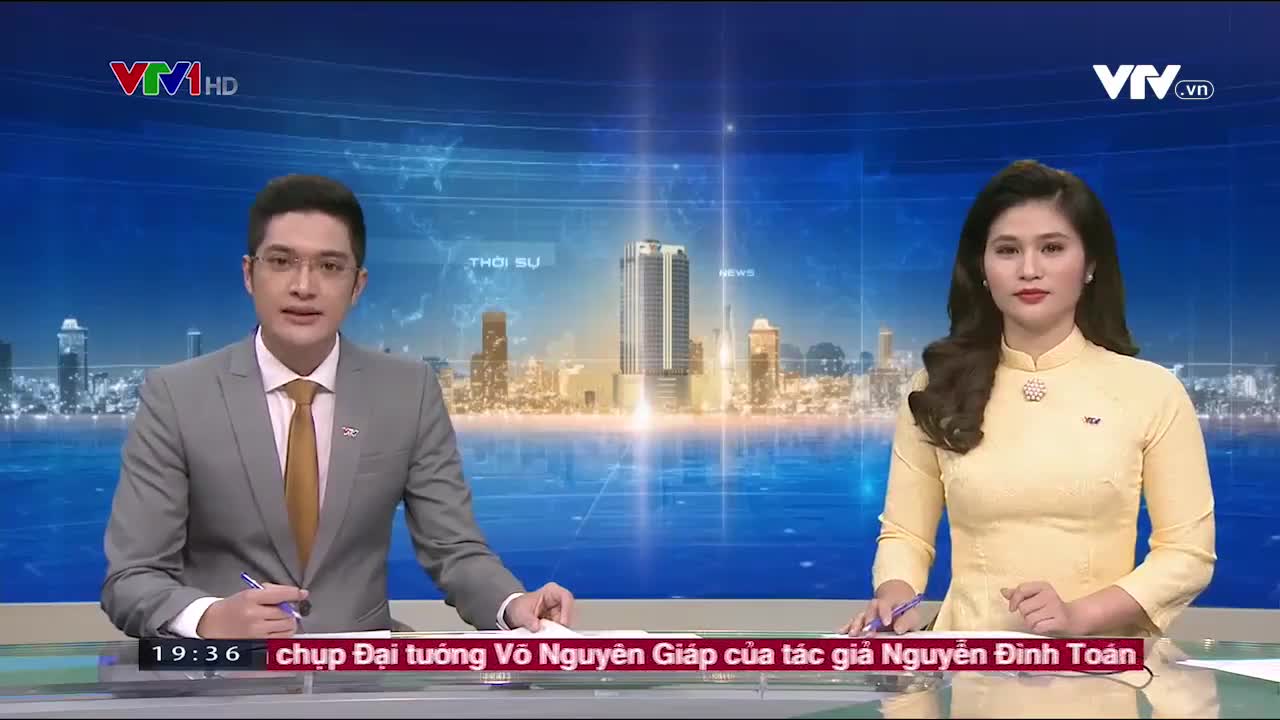 VTV1 HD
VTV.vn
THỜI SỰ
NEWS
19:36 chụp Đại tướng Võ Nguyên Giáp của tác giả Nguyễn Đình Toán